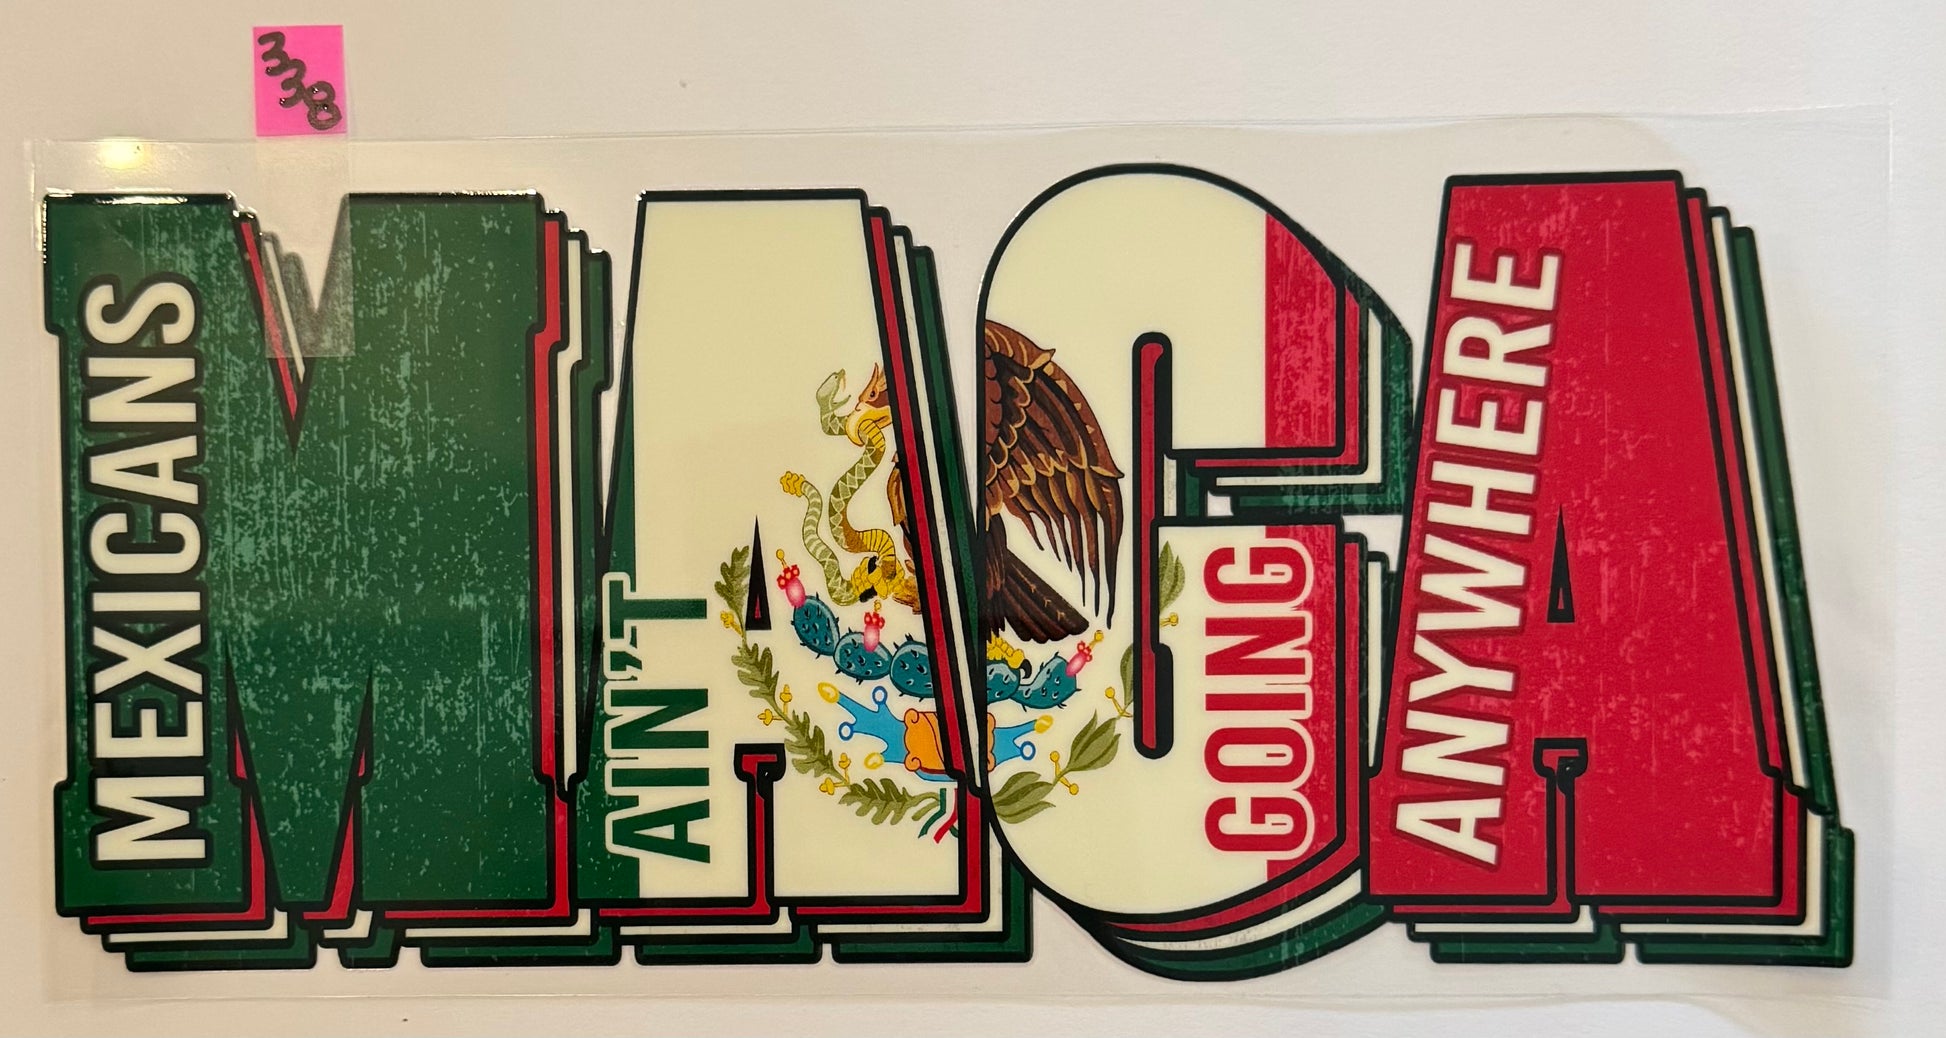 338
MAGA
MEXICANS
AIN'T
GOING
ANYWHERE